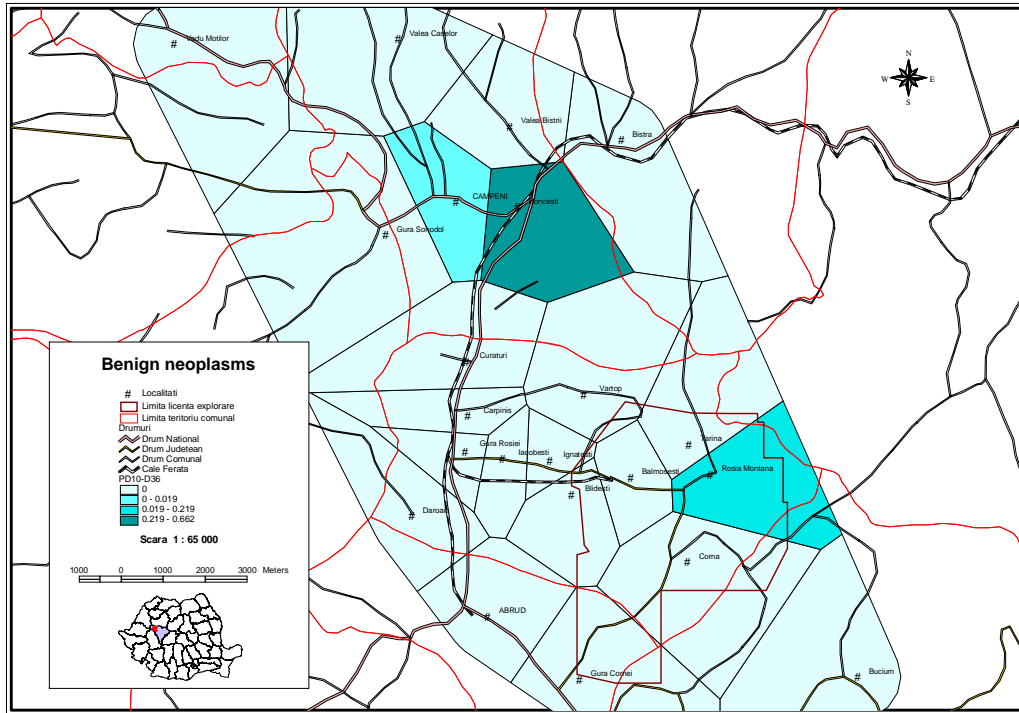 Vadu Motilor
Valea Caselor
N
W E
S
Valea Bistrii
Bistra
CAMPENI
Gura Sohodol
Curaturi
Vartop
Carpinis
Tarina
Gura Rosiei
Iacobesti
Ignatesti
Balmosesti
Rosia Montana
Blidesti
Daroaia
Corna
ABRUD
Gura Cornei
Bucium
Benign neoplasms
# Localitati
Limita licenta explorare
Limita teritoriu comunal
Drumuri
Drum National
Drum Judetean
Drum Comunal
Cale Ferata
PD10-D36
0
0 - 0.019
0.019 - 0.219
0.219 - 0.662
Scara 1 : 65 000
1000 0 1000 2000 3000 Meters